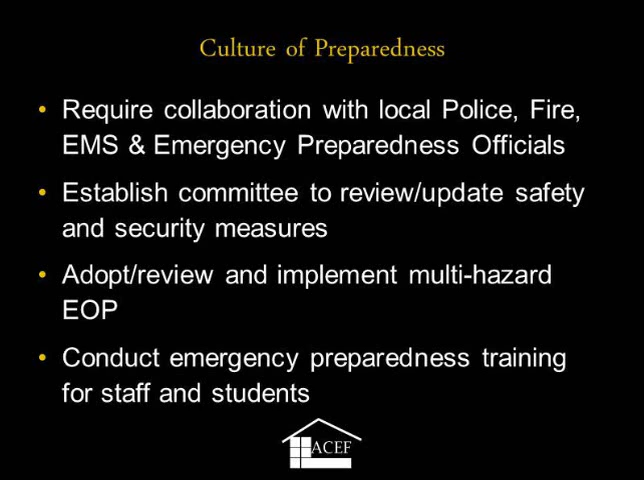 Culture of Preparedness
• Require collaboration with local Police, Fire,
EMS & Emergency Preparedness Officials
• Establish committee to review/update safety
and security measures
• Adopt/review and implement multi-hazard
EOP
• Conduct emergency preparedness training
for staff and students
ACEF